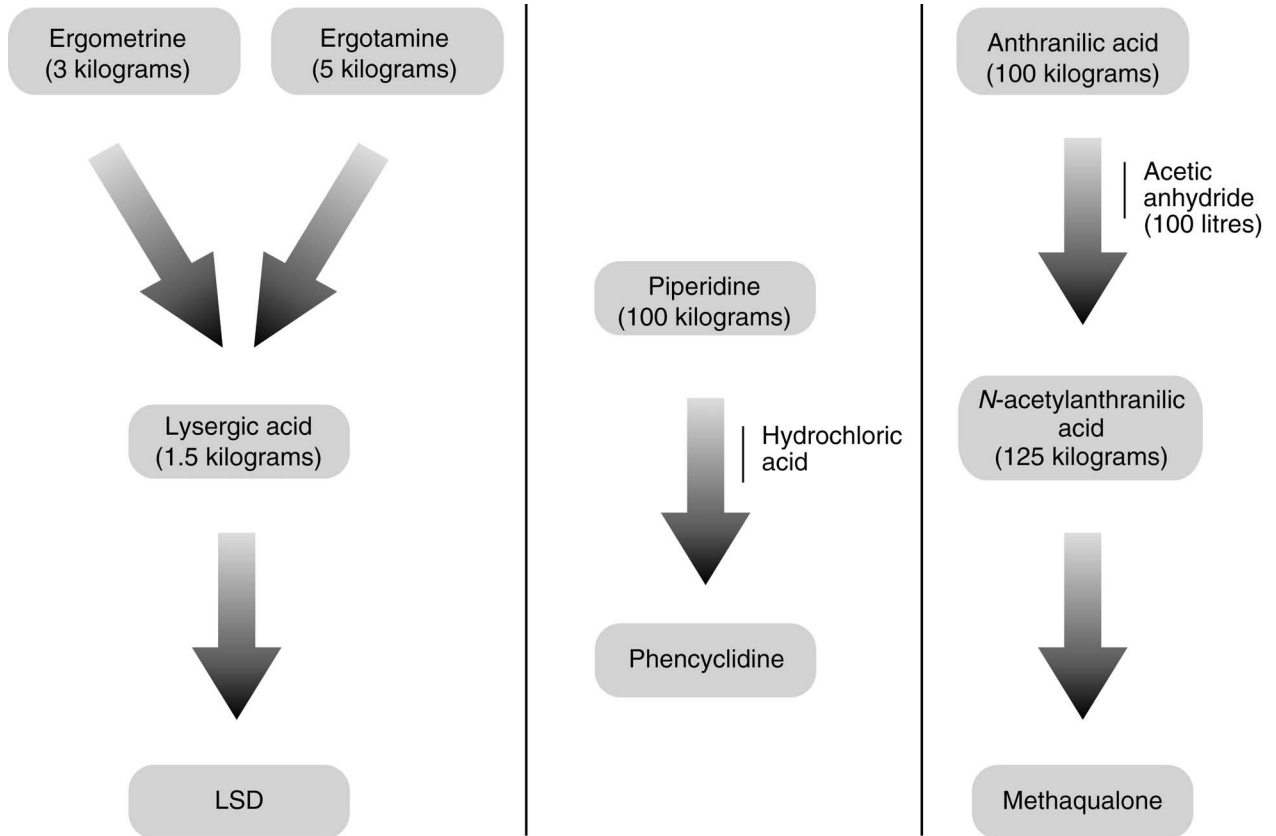 Ergometrine
(3 kilograms)
Ergotamine
(5 kilograms)
Lysergic acid
(1.5 kilograms)
LSD
Piperidine
(100 kilograms)
Hydrochloric
acid
Phencyclidine
Anthranilic acid
(100 kilograms)
Acetic
anhydride
(100 litres)
N-acetylanthranilic
acid
(125 kilograms)
Methaqualone